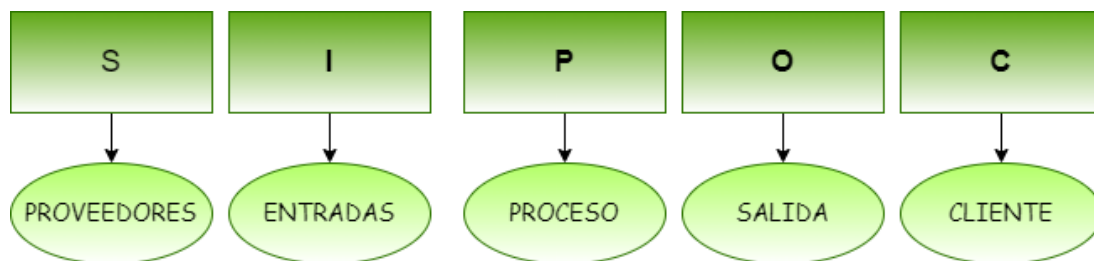 S I P O C
PROVEEDORES ENTRADAS PROCESO SALIDA CLIENTE